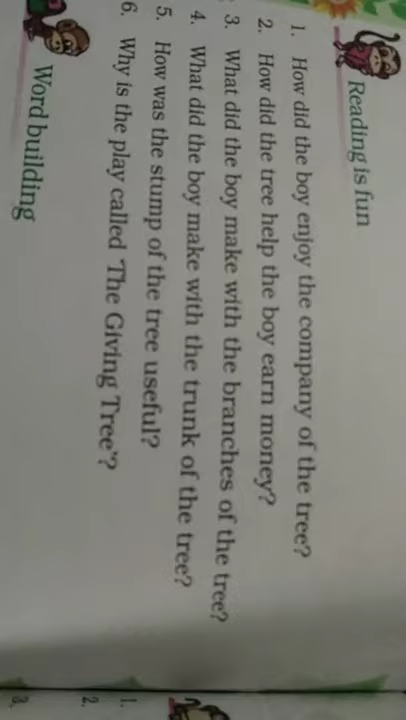 Reading is fun
1. How did the boy enjoy the company of the tree?
2. How did the tree help the boy earn money?
3. What did the boy make with the branches of the tree?
4. What did the boy make with the trunk of the tree?
5. How was the stump of the tree useful?
6. Why is the play called 'The Giving Tree'?
Word building
1.
2.
3.